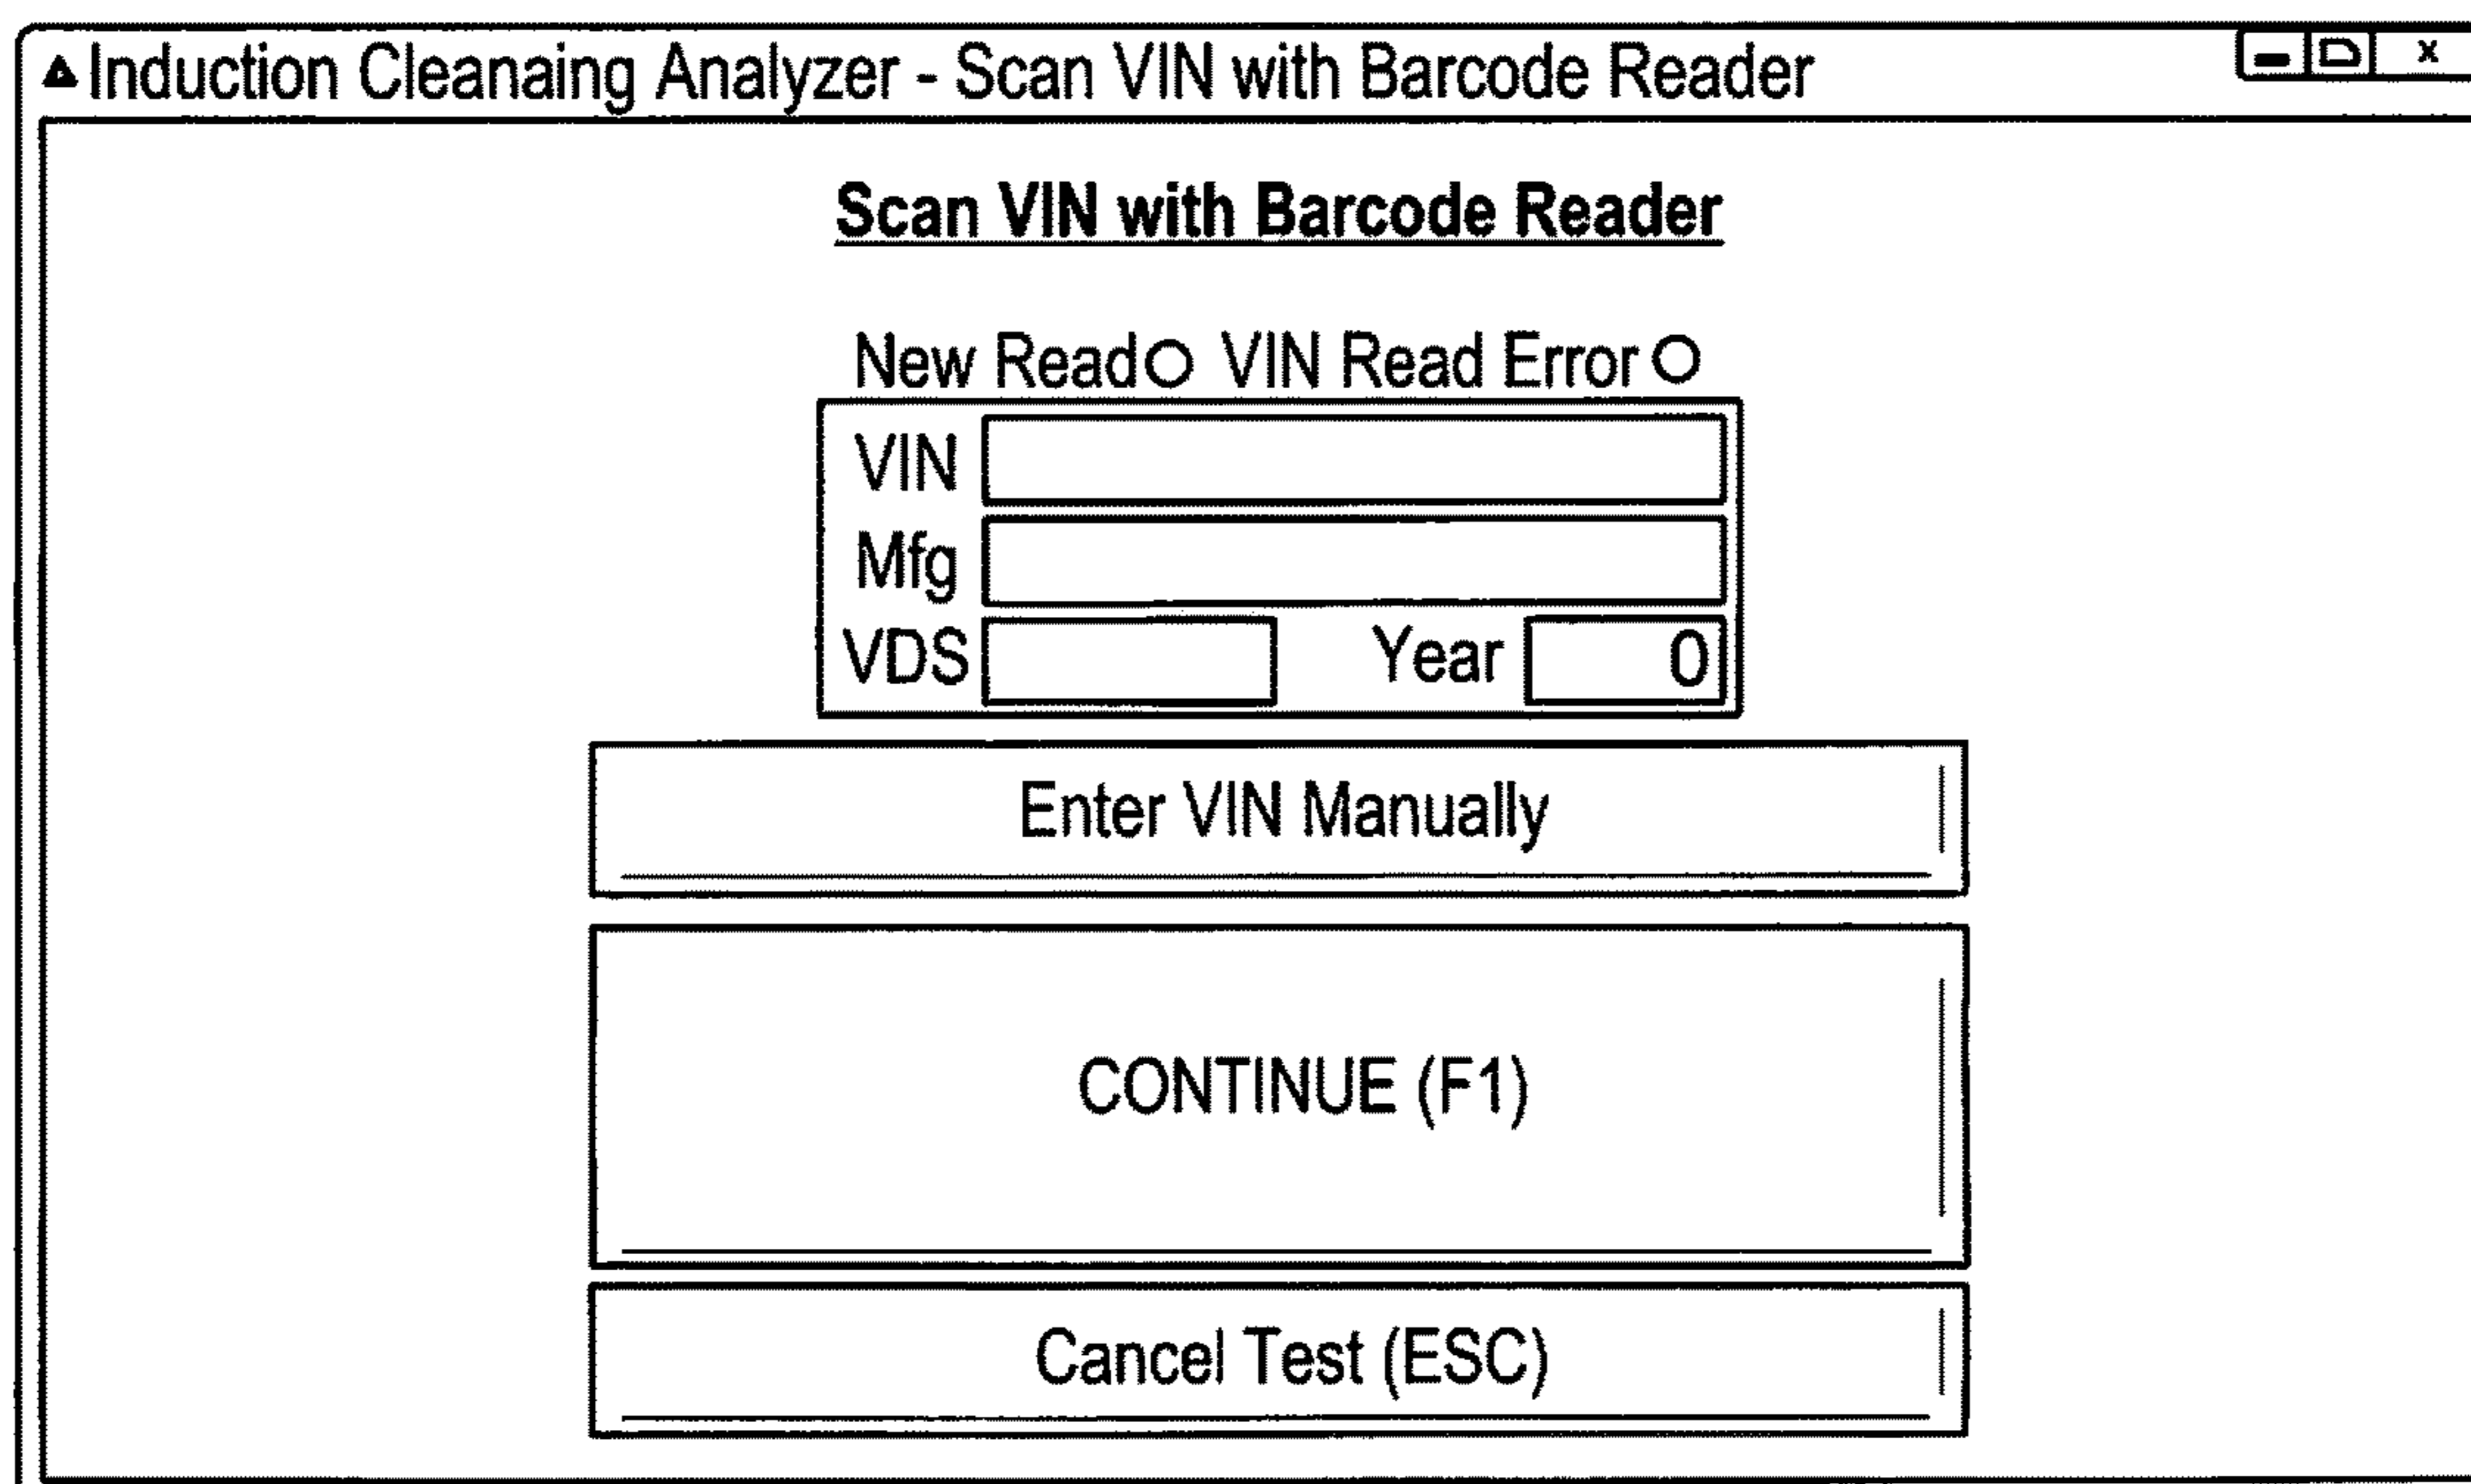 Induction Cleanaing Analyzer - Scan VIN with Barcode Reader
Scan VIN with Barcode Reader
New Read VIN Read Error
VIN
Mfg
VDS Year 0
Enter VIN Manually
CONTINUE (F1)
Cancel Test (ESC)